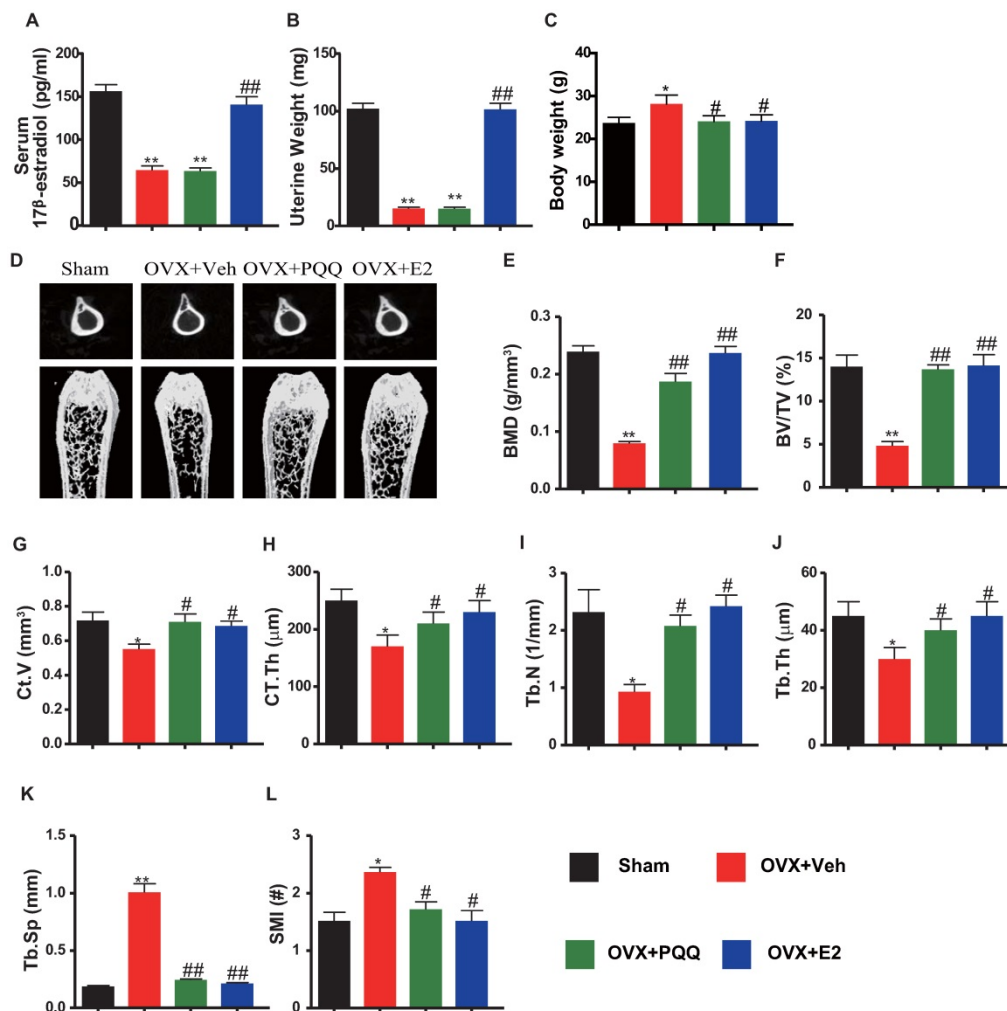 A
Serum
17β-estradiol (pg/ml)
200
150
100
50
0
**
**
##
B
Uterine Weight (mg)
150
100
50
0
**
**
##
C
Body weight (g)
40
30
20
10
0
*
#
#
D
Sham OVX+Veh OVX+PQQ OVX+E2
E
BMD (g/mm³)
0.3
0.2
0.1
0.0
**
##
##
F
BV/TV (%)
20
15
10
5
0
**
##
##
G
Ct.V (mm³)
1.0
0.8
0.6
0.4
0.2
0.0
*
#
#
H
CT.Th (μm)
300
200
100
0
*
#
#
I
Tb.N (1/mm)
3
2
1
0
*
#
#
J
Tb.Th (μm)
60
40
20
0
*
#
#
K
Tb.Sp (mm)
1.5
1.0
0.5
0.0
**
##
##
L
SMI (#)
3
2
1
0
*
#
#
Sham
OVX+Veh
OVX+PQQ
OVX+E2